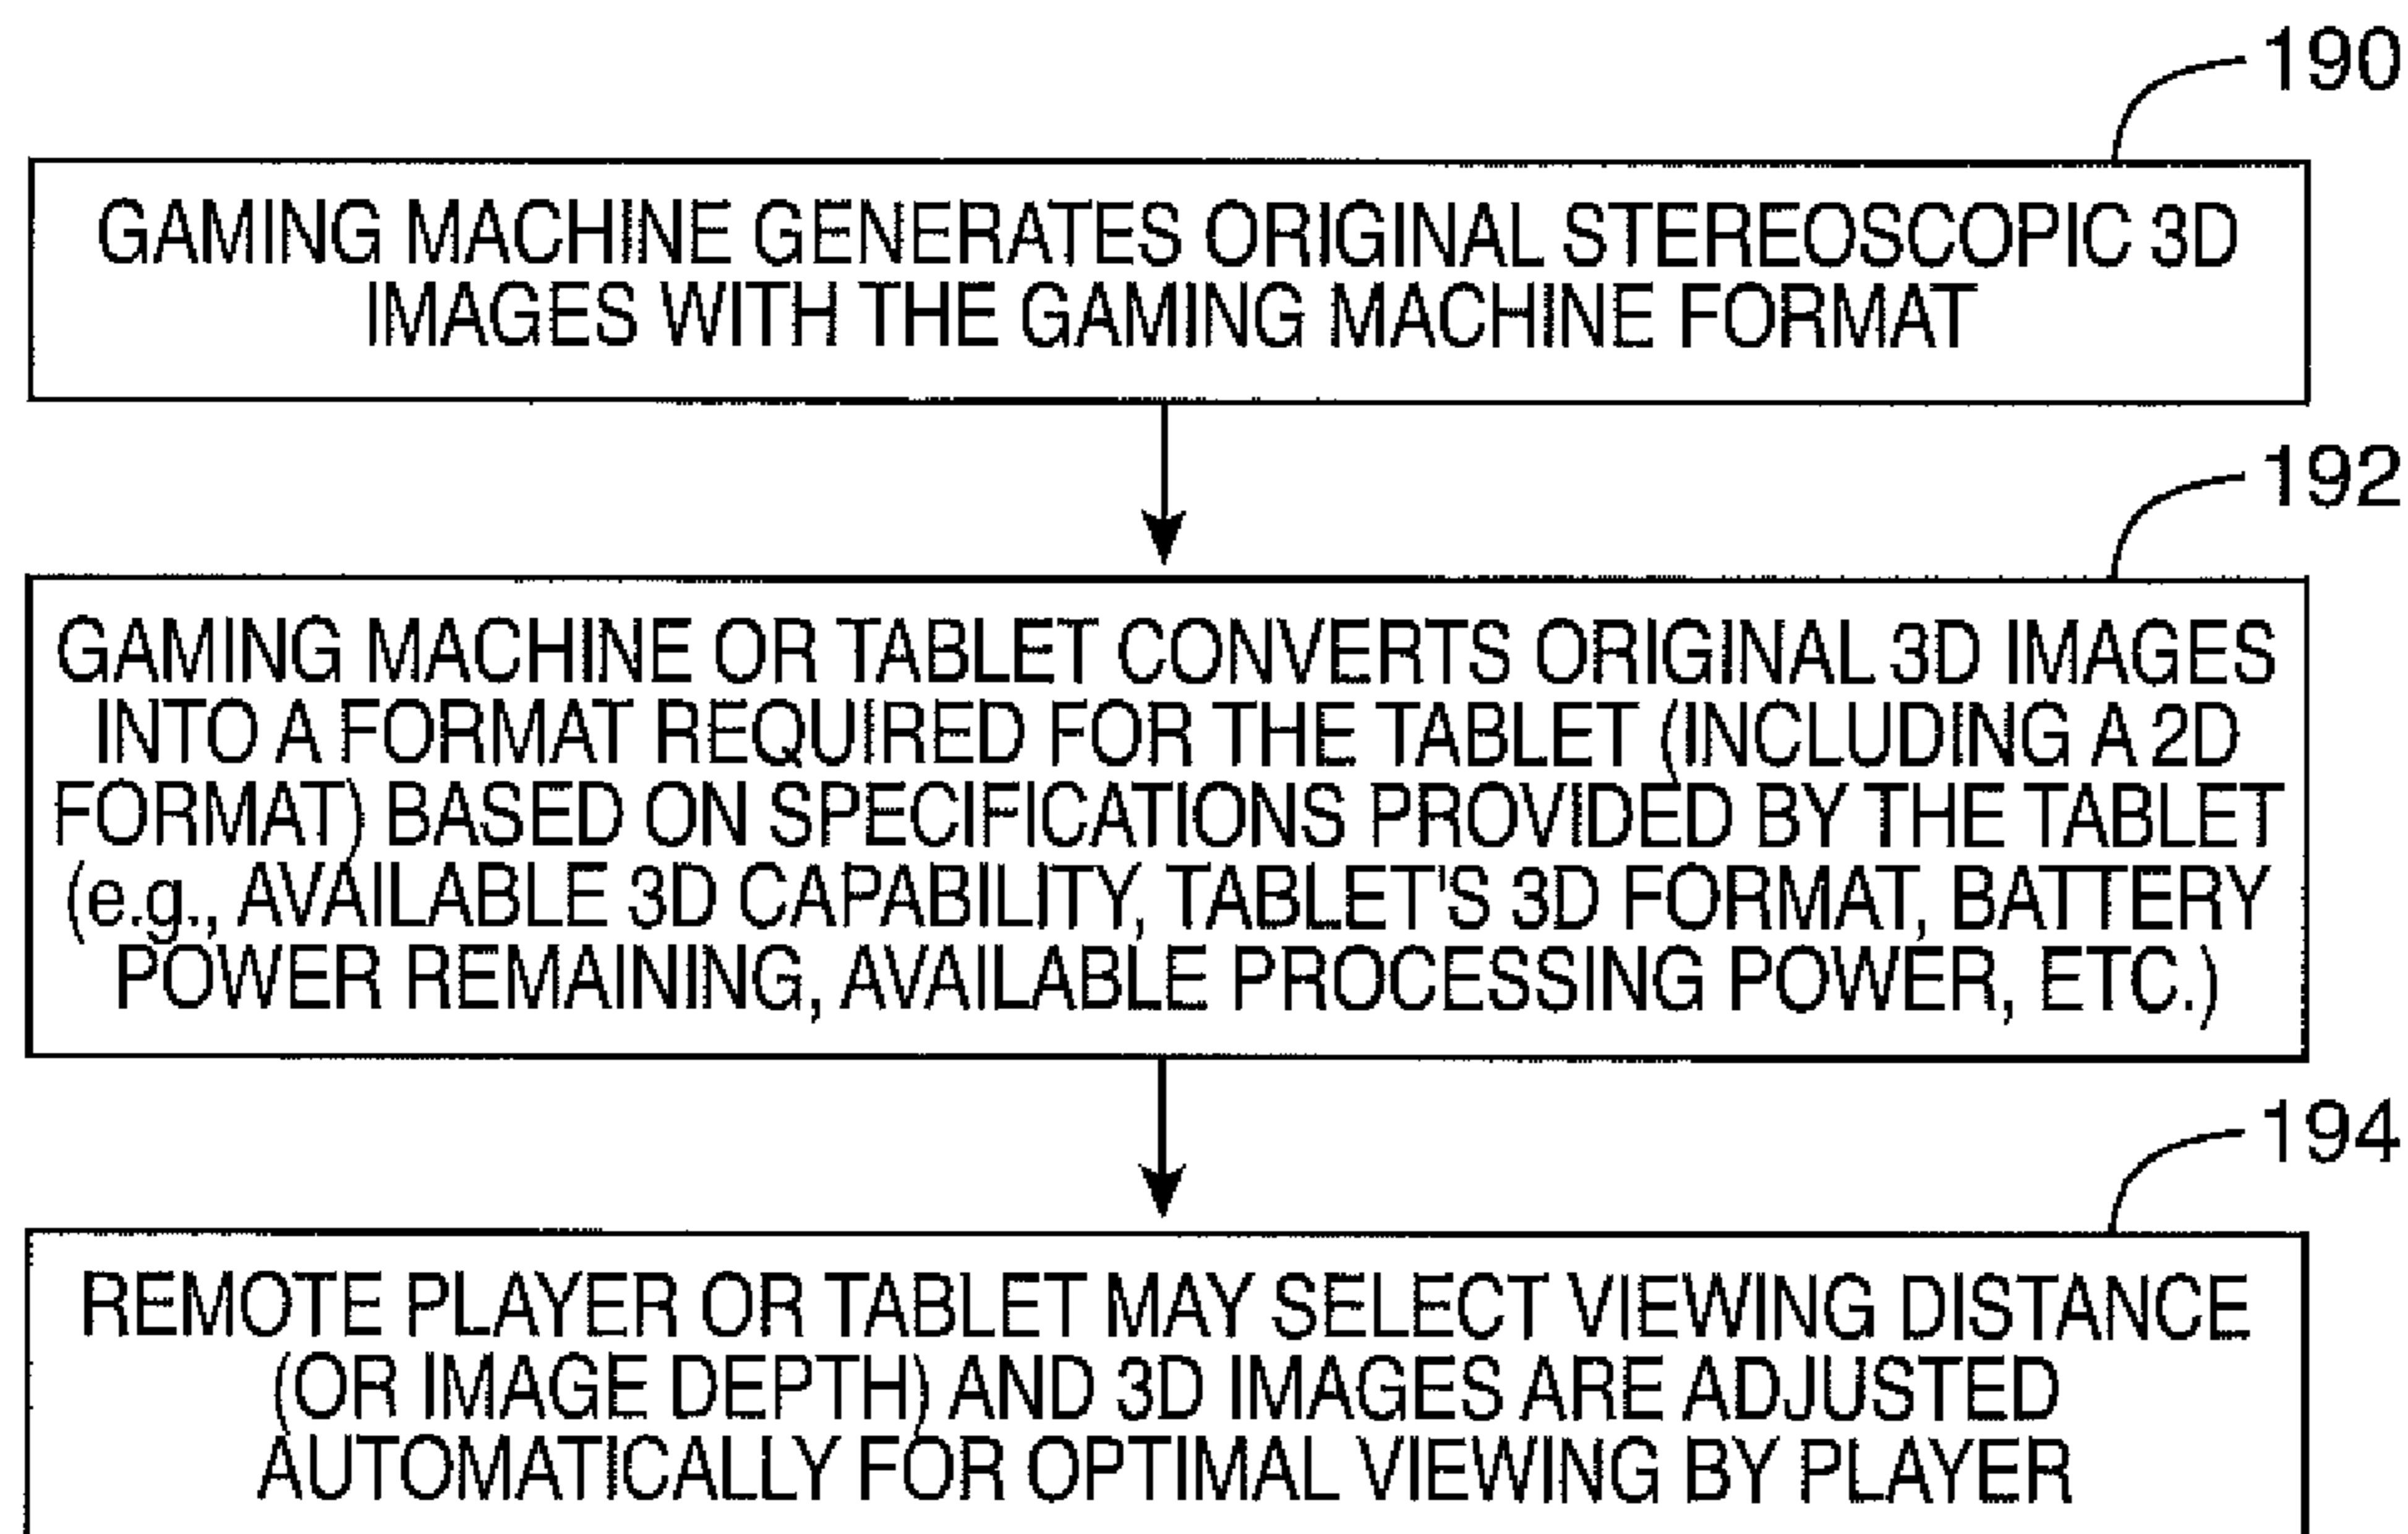 190
GAMING MACHINE GENERATES ORIGINAL STEREOSCOPIC 3D
IMAGES WITH THE GAMING MACHINE FORMAT
192
GAMING MACHINE OR TABLET CONVERTS ORIGINAL 3D IMAGES
INTO A FORMAT REQUIRED FOR THE TABLET (INCLUDING A 2D
FORMAT) BASED ON SPECIFICATIONS PROVIDED BY THE TABLET
(e.g., AVAILABLE 3D CAPABILITY, TABLET'S 3D FORMAT, BATTERY
POWER REMAINING, AVAILABLE PROCESSING POWER, ETC.)
194
REMOTE PLAYER OR TABLET MAY SELECT VIEWING DISTANCE
(OR IMAGE DEPTH) AND 3D IMAGES ARE ADJUSTED
AUTOMATICALLY FOR OPTIMAL VIEWING BY PLAYER